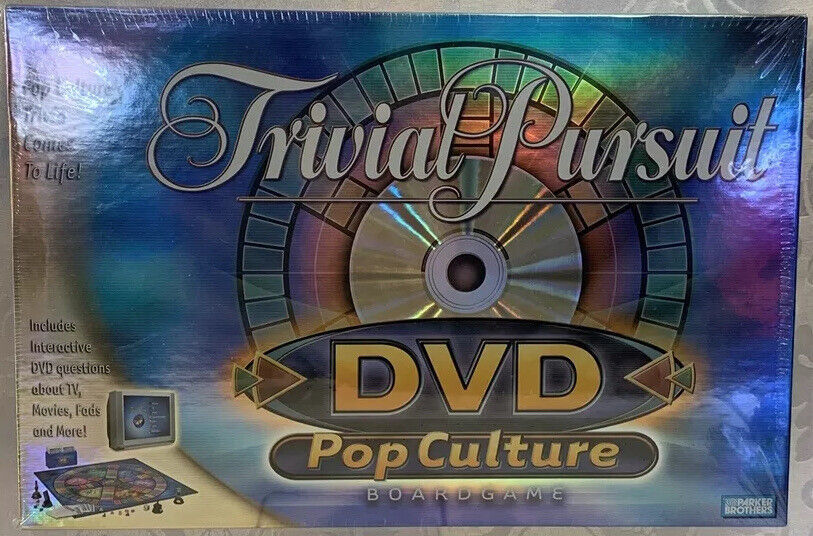 Pop Culture
Trivia
Comes
To Life!
Trivial Pursuit
DVD
Pop Culture
BOARDGAME
Includes
Interactive
DVD questions
about TV,
Movies, Fads
and More!
PARKER
BROTHERS